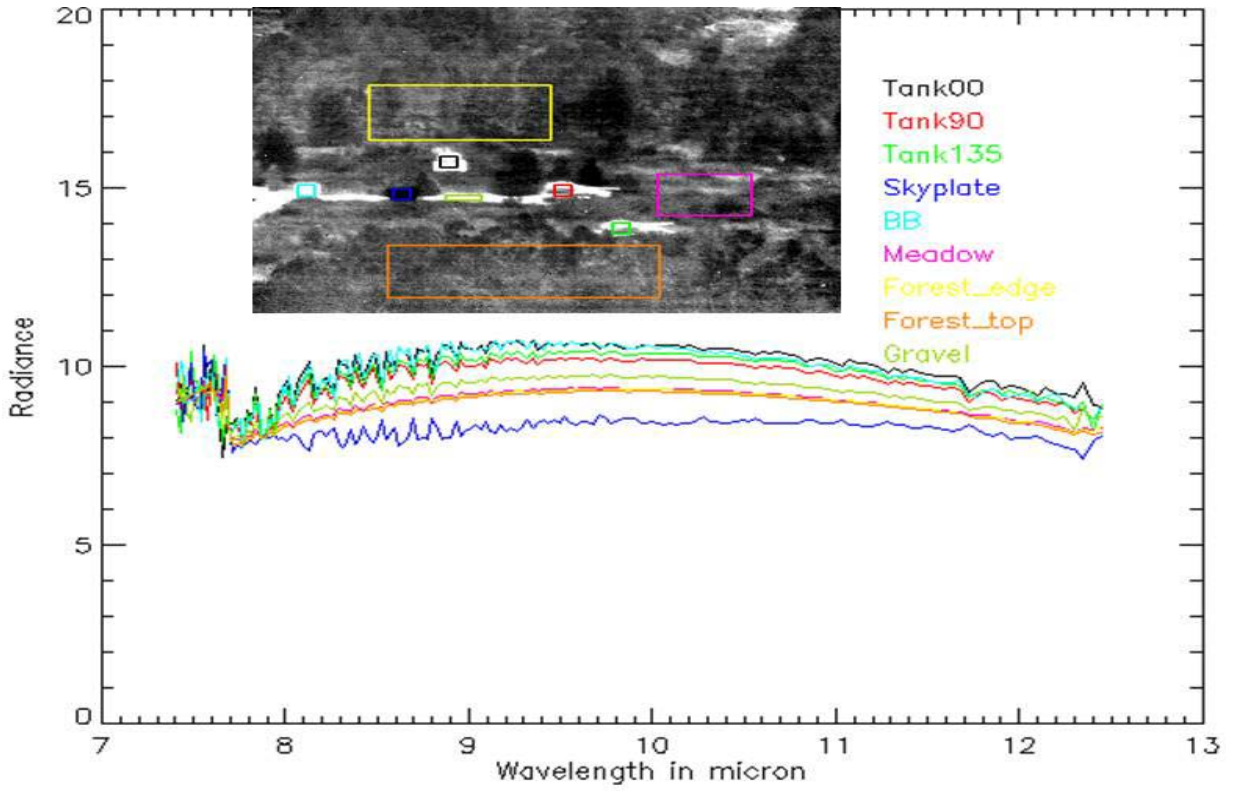 20
15
10
5
0
Radiance
7
8
9
10
11
12
13
Wavelength in micron
Tank00
Tank90
Tank135
Skyplate
BB
Meadow
Forest_edge
Forest_top
Gravel